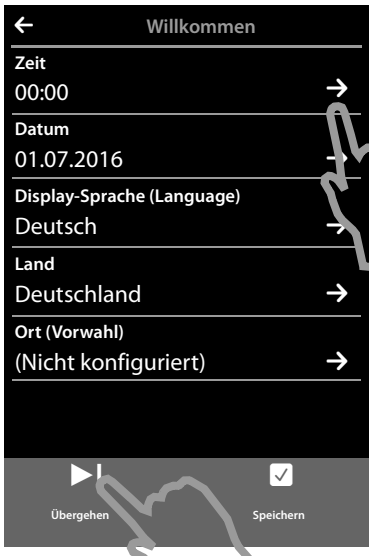 Willkommen
Zeit
00:00
Datum
01.07.2016
Display-Sprache (Language)
Deutsch
Land
Deutschland
Ort (Vorwahl)
(Nicht konfiguriert)
Übergehen
Speichern